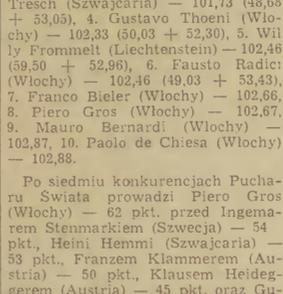 Tresch (Szwajcaria) — 101,73 (48,68
+ 53,05), 4. Gustavo Thoeni (Wło-
chy) — 102,33 (50,03 + 52,30), 5. Wil
ly Frommelt (Liechtenstein) — 102,46
(59,50 + 52,96), 6. Fausto Radici
(Włochy) — 102,46 (49,03 + 53,43),
7. Franco Bieler (Włochy) — 102,66,
8. Piero Gros (Włochy) — 102,67,
9. Mauro Bernardi (Włochy) —
102,87, 10. Paolo de Chiesa (Włochy)
— 102,88.
Po siedmiu konkurencjach Pucha-
ru Świata prowadzi Piero Gros
(Włochy) — 62 pkt. przed Ingema-
rem Stenmarkiem (Szwecja) — 54
pkt., Heini Hemmi (Szwajcaria) —
53 pkt., Franzem Klammerem (Au-
stria) — 50 pkt., Klausem Heideg-
gerem (Austria) — 45 pkt. oraz Gu-